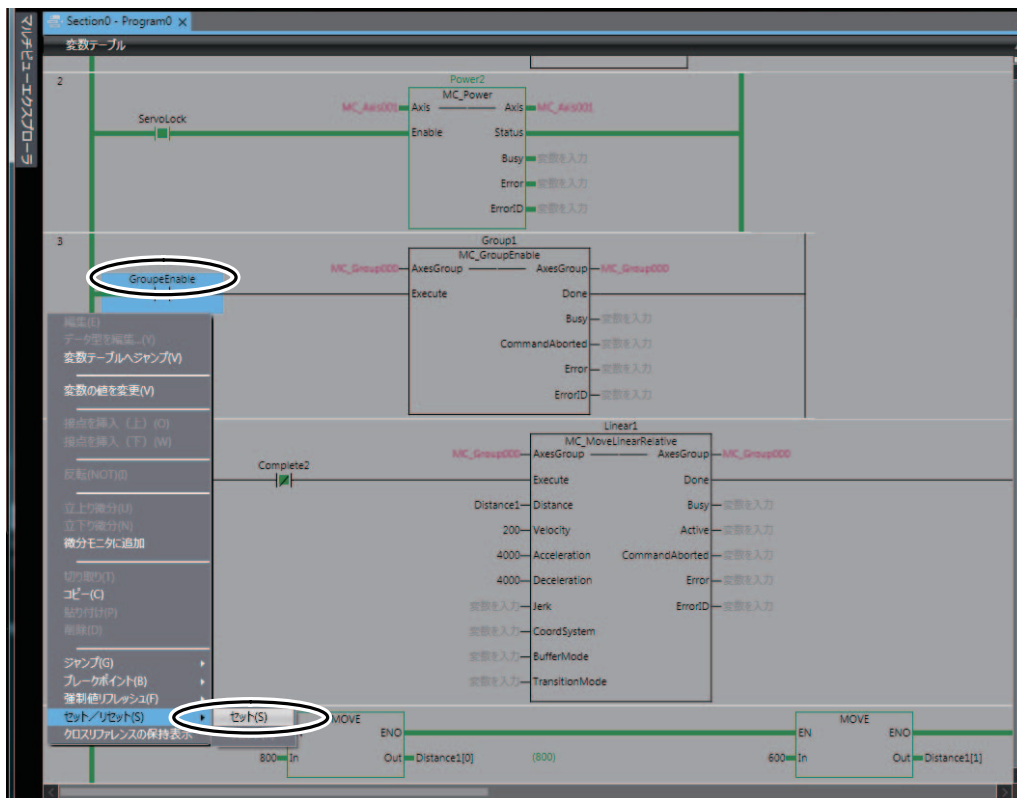 マルチビューエクスプローラ
Section0 - Program0 ×
変数テーブル
2
Power2
MC_Power
MC_Axis001 Axis Axis MC_Axis001
ServoLock
Enable Status
Busy 変数を入力
Error 変数を入力
ErrorID 変数を入力
3
Group1
MC_GroupEnable
MC_Group000 AxesGroup AxesGroup MC_Group000
GroupeEnable
Execute Done
Busy 変数を入力
CommandAborted 変数を入力
Error 変数を入力
ErrorID 変数を入力
編集(E)
データ型を編集...(Y)
変数テーブルへジャンプ(V)
変数の値を変更(V)
接点を挿入（上）(O)
接点を挿入（下）(W)
反転(NOT)(I)
立上り微分(U)
立下り微分(N)
微分モニタに追加
切り取り(T)
コピー(C)
貼り付け(P)
削除(D)
ジャンプ(G)
ブレークポイント(B)
強制値リフレッシュ(F)
セット／リセット(S)
クロスリファレンスの保持表示
セット(S)
Linear1
MC_MoveLinearRelative
MC_Group000 AxesGroup AxesGroup MC_Group000
Complete2
Execute Done
Distance1 Distance Busy 変数を入力
200 Velocity Active 変数を入力
4000 Acceleration CommandAborted 変数を入力
4000 Deceleration Error 変数を入力
変数を入力 Jerk ErrorID 変数を入力
変数を入力 CoordSystem
変数を入力 BufferMode
変数を入力 TransitionMode
MOVE MOVE
ENO EN ENO
800 In Out Distance1[0] (800) 600 In Out Distance1[1]